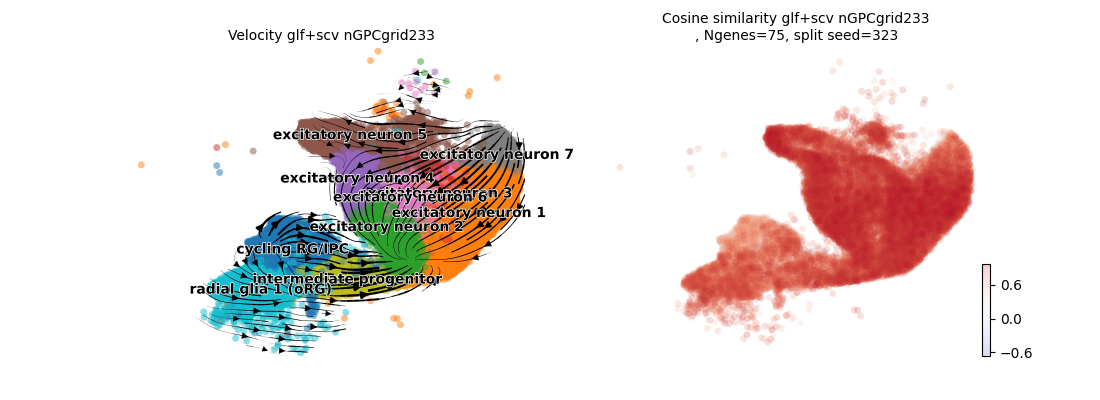 Velocity glf+scv nGPCgrid233
Cosine similarity glf+scv nGPCgrid233
, Ngenes=75, split seed=323
excitatory neuron 5
excitatory neuron 7
excitatory neuron 4
excitatory neuron 3
excitatory neuron 6
excitatory neuron 1
excitatory neuron 2
cycling RG/IPC
intermediate progenitor
radial glia 1 (oRG)
0.6
0.0
−0.6